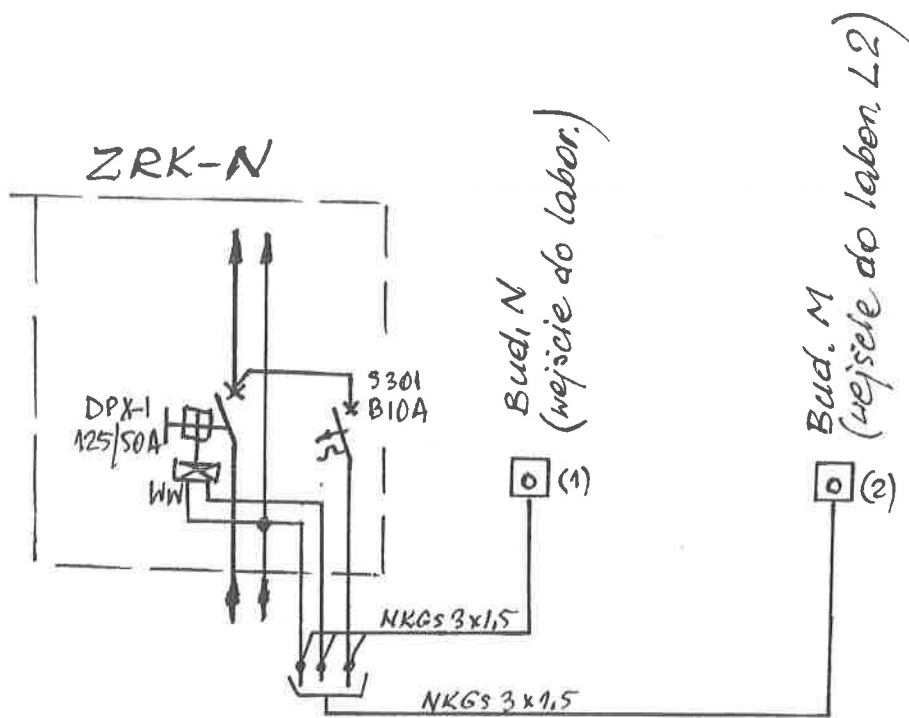 ZRK-N
DPX-I
125/50A
WW
S301
B10A
Bud. N
(wejście do labor.)
(1)
Bud. M
(wejście do labor. L2)
(2)
NKGs 3x1,5
NKGs 3x1,5